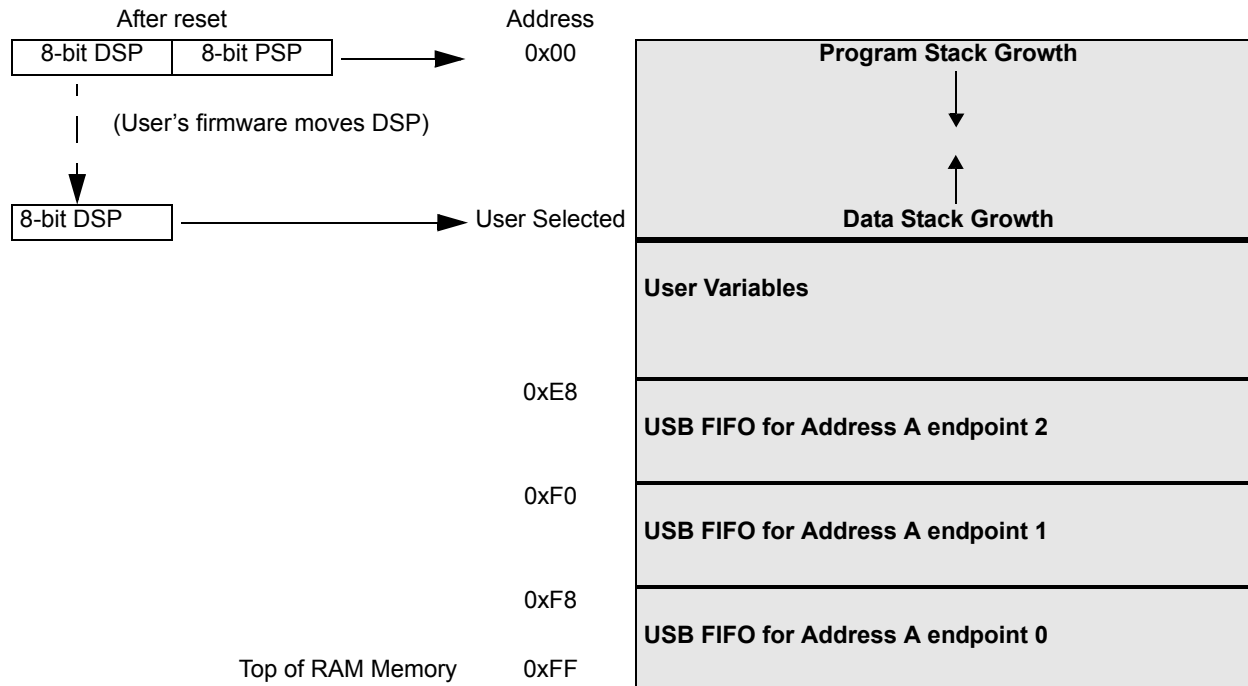 After reset
Address
8-bit DSP 8-bit PSP 0x00 Program Stack Growth
(User's firmware moves DSP)
8-bit DSP User Selected Data Stack Growth
User Variables
0xE8
USB FIFO for Address A endpoint 2
0xF0
USB FIFO for Address A endpoint 1
0xF8
USB FIFO for Address A endpoint 0
Top of RAM Memory 0xFF